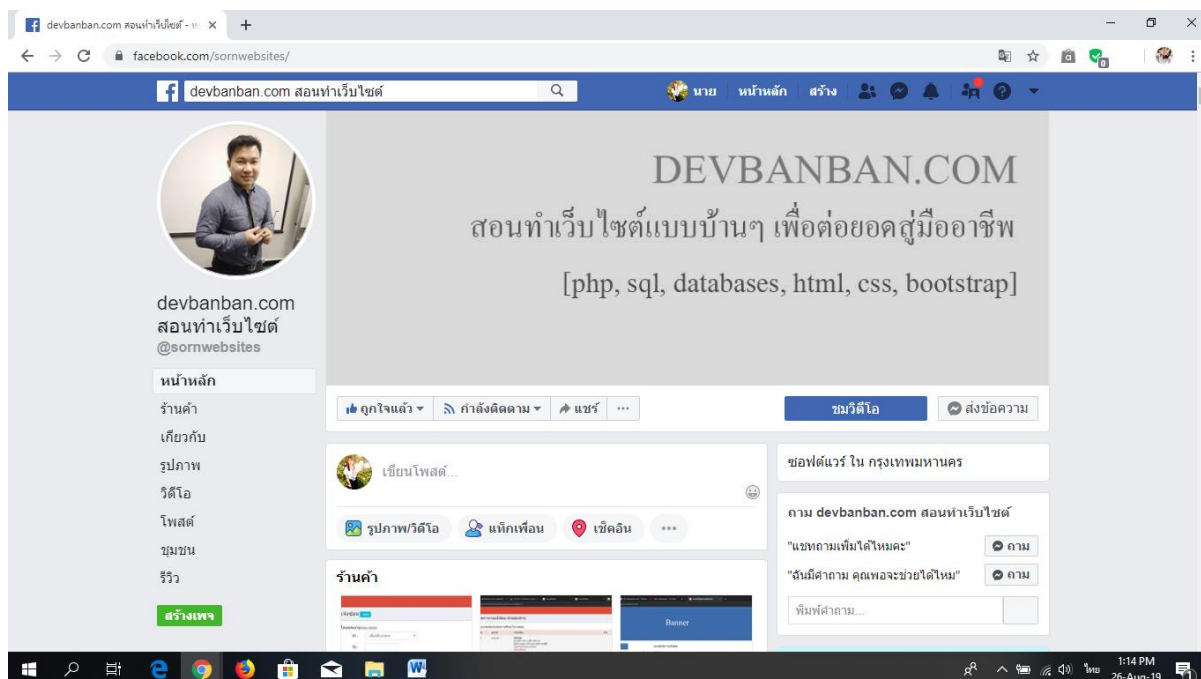 devbanban.com สอนทำเว็บไซต์ - ห
facebook.com/sornwebsites/
devbanban.com สอนทำเว็บไซต์
นาย หน้าหลัก สร้าง
DEVBANBAN.COM
สอนทำเว็บไซต์แบบบ้านๆ เพื่อต่อยอดสู่มืออาชีพ
[php, sql, databases, html, css, bootstrap]
devbanban.com
สอนทำเว็บไซต์
@sornwebsites
หน้าหลัก
ร้านค้า
เกี่ยวกับ
รูปภาพ
วิดีโอ
โพสต์
ชุมชน
รีวิว
สร้างเพจ
ถูกใจแล้ว กำลังติดตาม แชร์ ...
ชมวิดีโอ ส่งข้อความ
เขียนโพสต์...
รูปภาพ/วิดีโอ แท็กเพื่อน เช็คอิน ...
ร้านค้า
Banner
ซอฟต์แวร์ ใน กรุงเทพมหานคร
ถาม devbanban.com สอนทำเว็บไซต์
"แชทถามเพิ่มได้ไหมคะ" ถาม
"ฉันมีคำถาม คุณพอจะช่วยได้ไหม" ถาม
พิมพ์คำถาม...
ไทย 1:14 PM
26-Aug-19